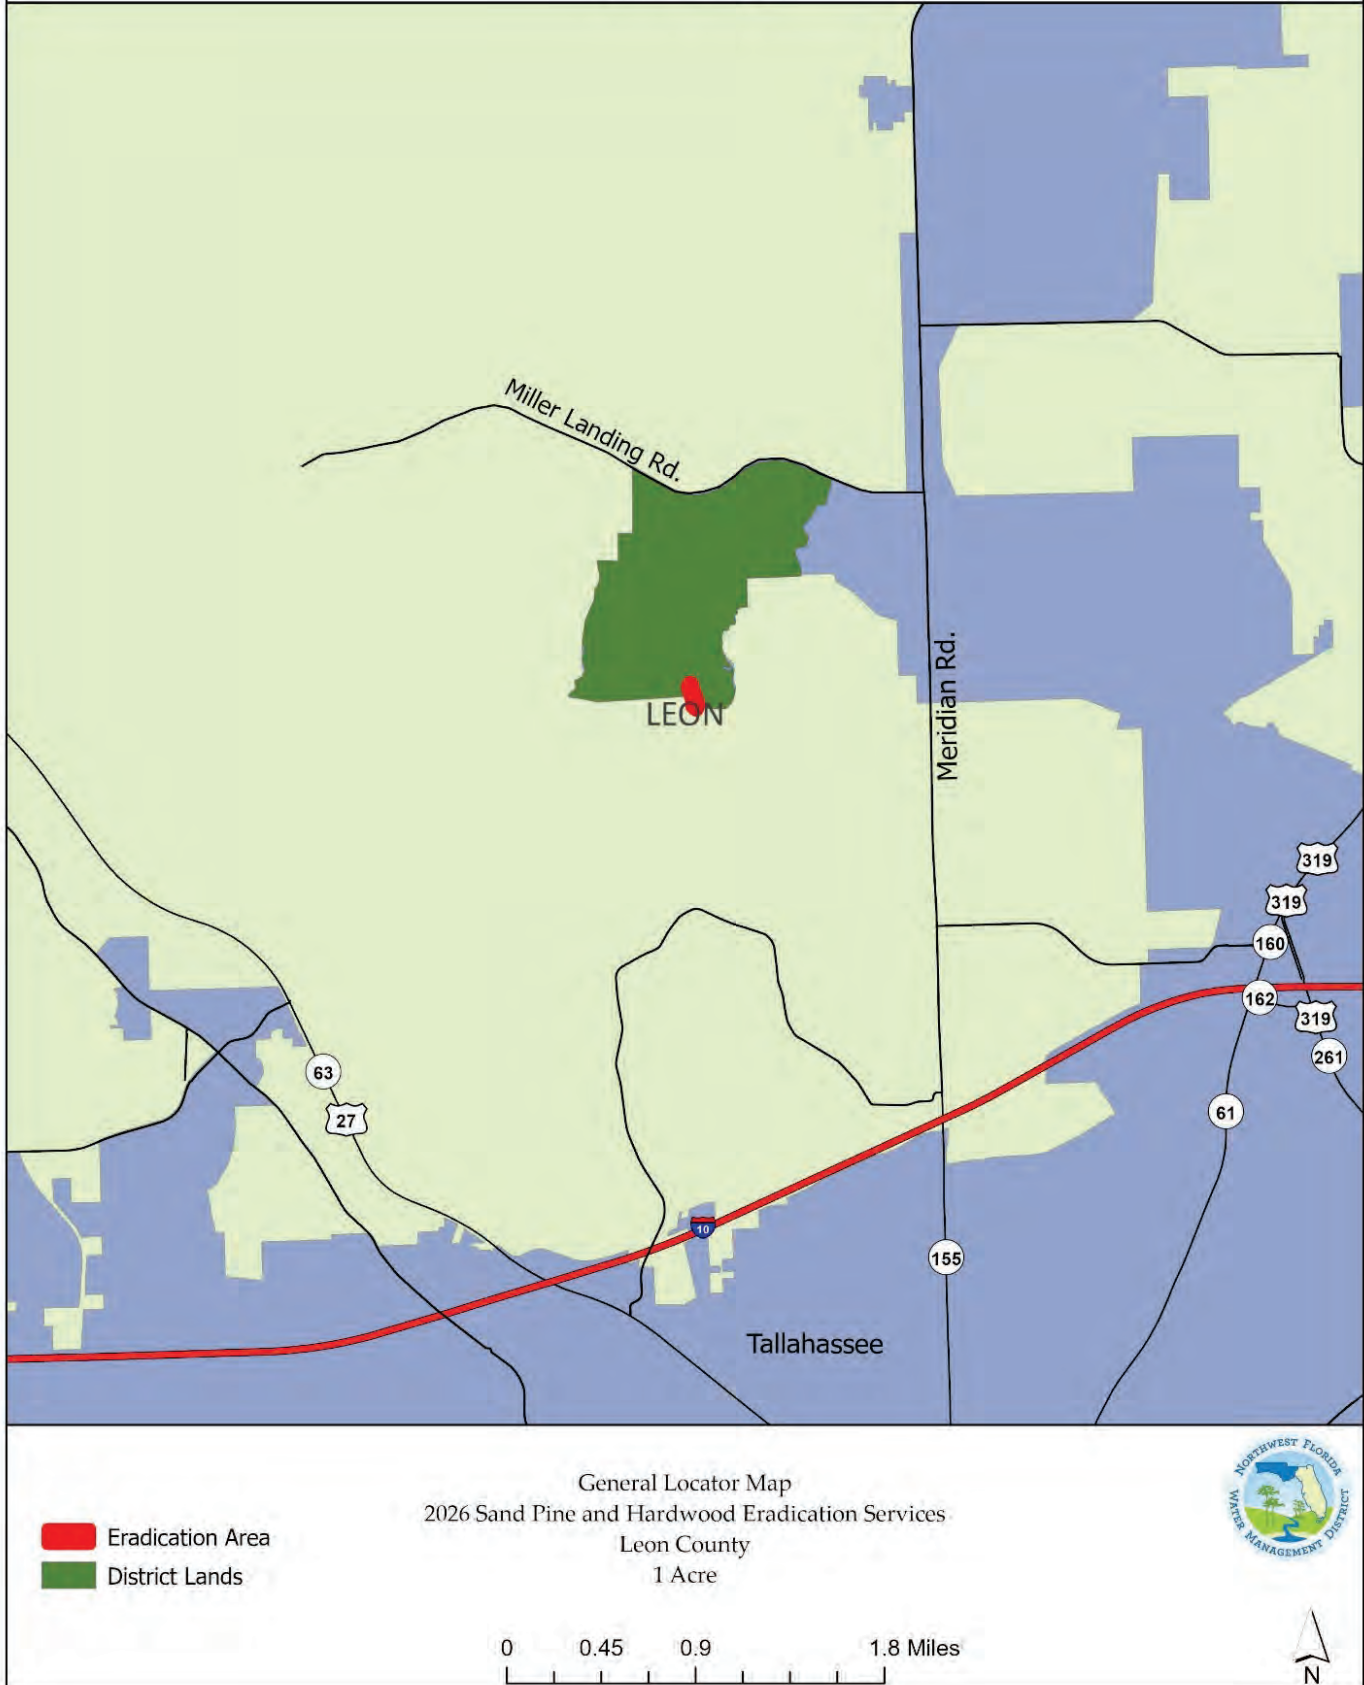 Miller Landing Rd.
LEON
Meridian Rd.
319
319
160
162
319
261
63
27
61
10
155
Tallahassee
General Locator Map
2026 Sand Pine and Hardwood Eradication Services
Leon County
1 Acre
Eradication Area
District Lands
NORTHWEST FLORIDA
WATER MANAGEMENT DISTRICT
0 0.45 0.9 1.8 Miles
N